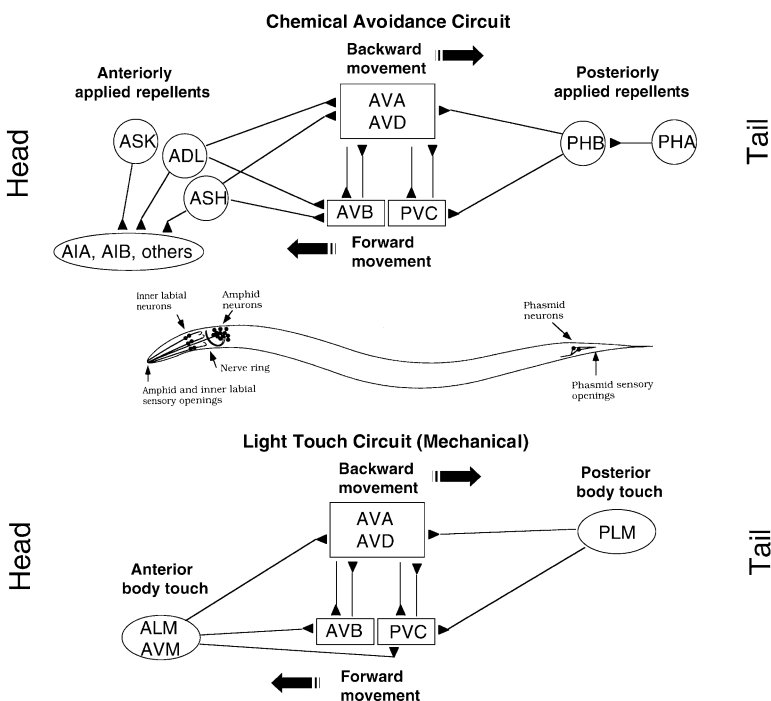 Chemical Avoidance Circuit
Backward
movement
Anteriorly
applied repellents
Posteriorly
applied repellents
Head
Tail
ASK
ADL
ASH
AVA
AVD
PHB
PHA
AVB
PVC
AIA, AIB, others
Forward
movement
Inner labial
neurons
Amphid
neurons
Phasmid
neurons
Nerve ring
Amphid and inner labial
sensory openings
Phasmid sensory
openings
Light Touch Circuit (Mechanical)
Backward
movement
Posterior
body touch
Head
Tail
AVA
AVD
PLM
Anterior
body touch
ALM
AVM
AVB
PVC
Forward
movement